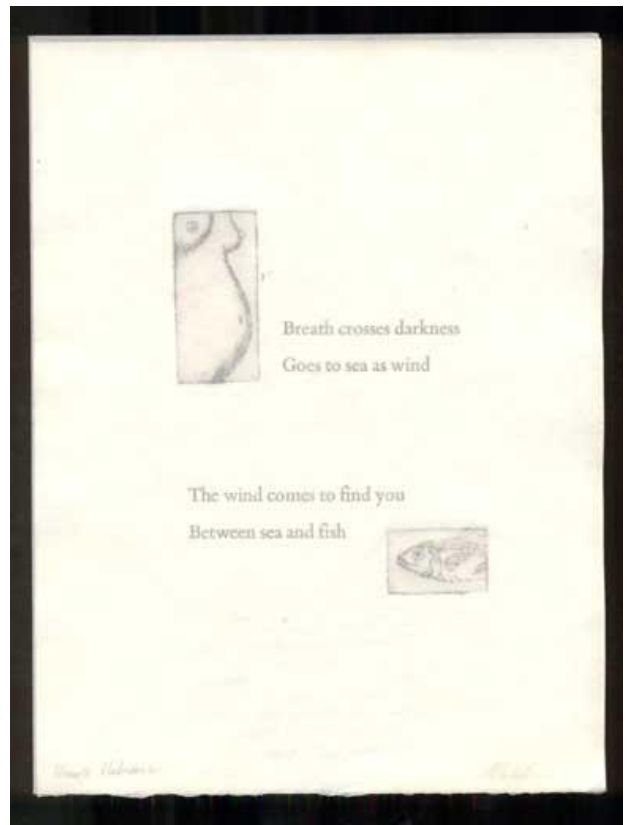 Breath crosses darkness
Goes to sea as wind
The wind comes to find you
Between sea and fish